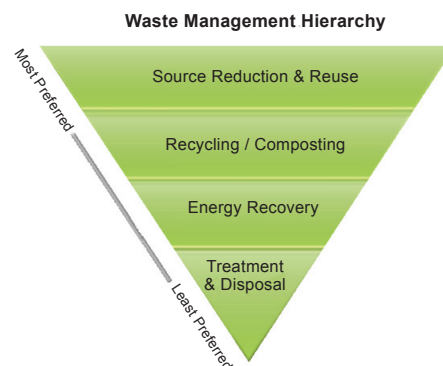 Waste Management Hierarchy
Most Preferred
Source Reduction & Reuse
Recycling / Composting
Energy Recovery
Treatment
& Disposal
Least Preferred